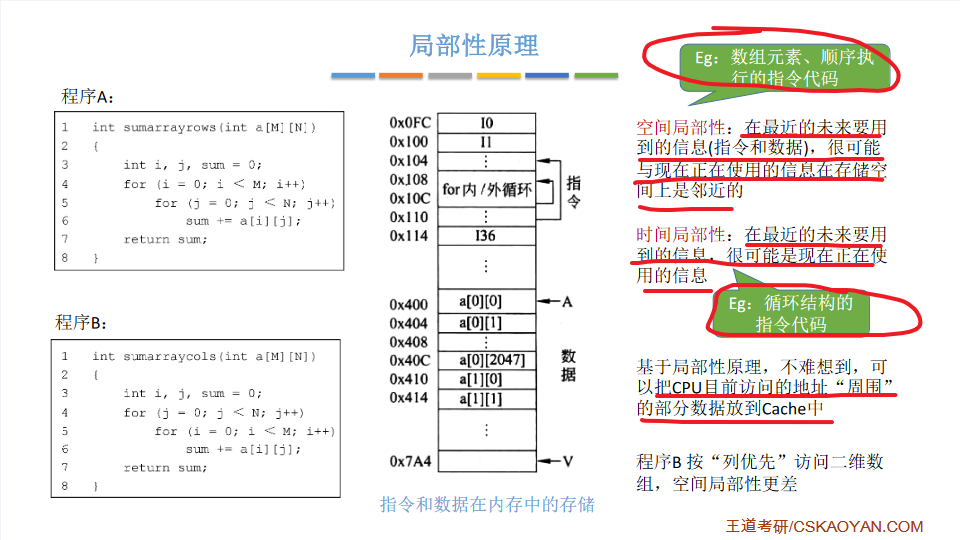 局部性原理
程序A：
1 int sumarrayrows(int a[M][N])
2 {
3 int i, j, sum = 0;
4 for (i = 0; i < M; i++)
5 for (j = 0; j < N; j++)
6 sum += a[i][j];
7 return sum;
8 }
程序B：
1 int sumarraycols(int a[M][N])
2 {
3 int i, j, sum = 0;
4 for (j = 0; j < N; j++)
5 for (i = 0; i < M; i++)
6 sum += a[i][j];
7 return sum;
8 }
0x0FC I0
0x100 I1
0x104 ⋮
0x108
for内/外循环
0x10C
0x110 ⋮
0x114 I36
⋮
指令
0x400 a[0][0] A
0x404 a[0][1]
0x408 ⋮
0x40C a[0][2047]
0x410 a[1][0]
0x414 a[1][1]
⋮
0x7A4 V
数据
指令和数据在内存中的存储
Eg：数组元素、顺序执
行的指令代码
空间局部性：在最近的未来要用
到的信息(指令和数据)，很可能
与现在正在使用的信息在存储空
间上是邻近的
时间局部性：在最近的未来要用
到的信息，很可能是现在正在使
用的信息
Eg：循环结构的
指令代码
基于局部性原理，不难想到，可
以把CPU目前访问的地址“周围”
的部分数据放到Cache中
程序B 按“列优先”访问二维数
组，空间局部性更差
王道考研/CSKAOYAN.COM